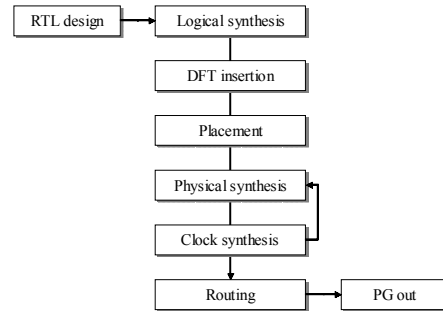 RTL design
Logical synthesis
DFT insertion
Placement
Physical synthesis
Clock synthesis
Routing
PG out